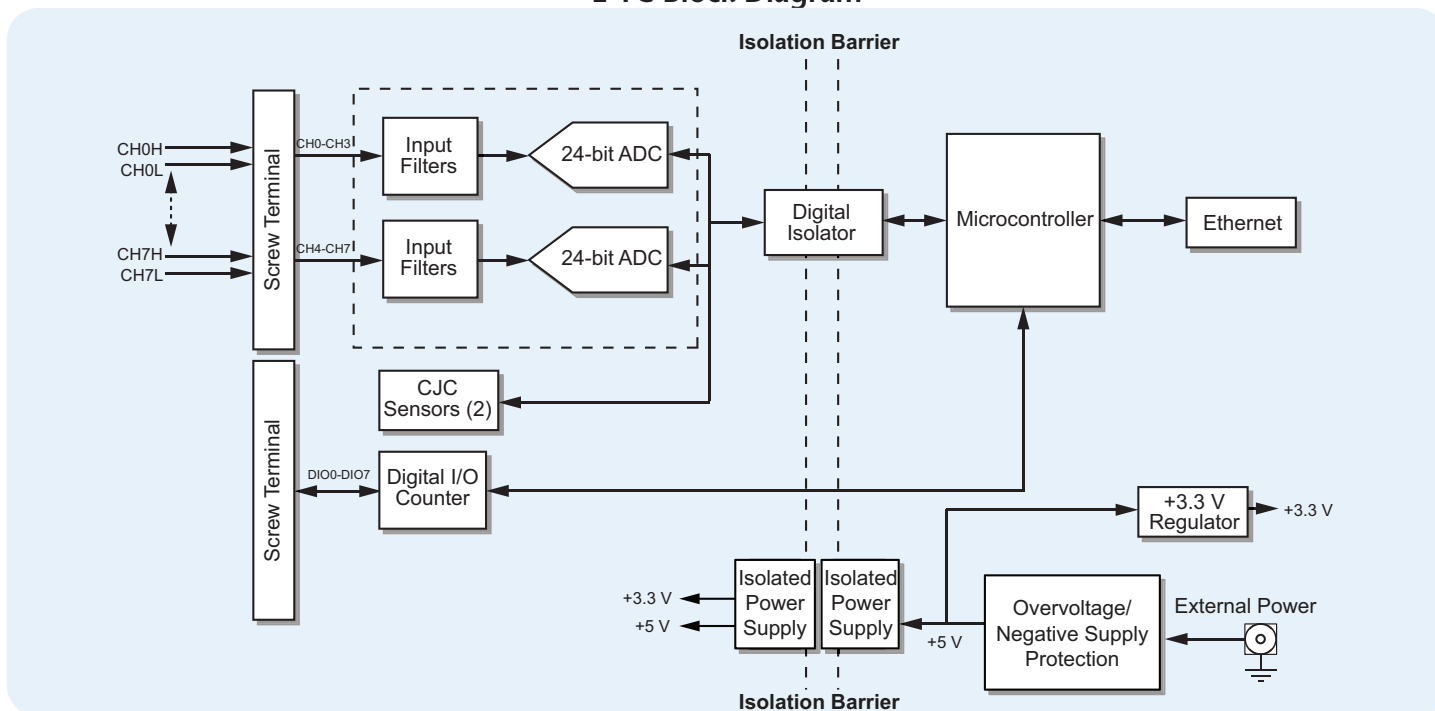 E-TC Block Diagram
Isolation Barrier
CH0H
CH0L
CH7H
CH7L
Screw Terminal
CH0-CH3
CH4-CH7
Input
Filters
24-bit ADC
Input
Filters
24-bit ADC
Digital
Isolator
Microcontroller
Ethernet
CJC
Sensors (2)
Screw Terminal
DIO0-DIO7
Digital I/O
Counter
+3.3 V
Regulator
+3.3 V
+3.3 V
+5 V
Isolated
Power
Supply
Isolated
Power
Supply
+5 V
Overvoltage/
Negative Supply
Protection
External Power
Isolation Barrier